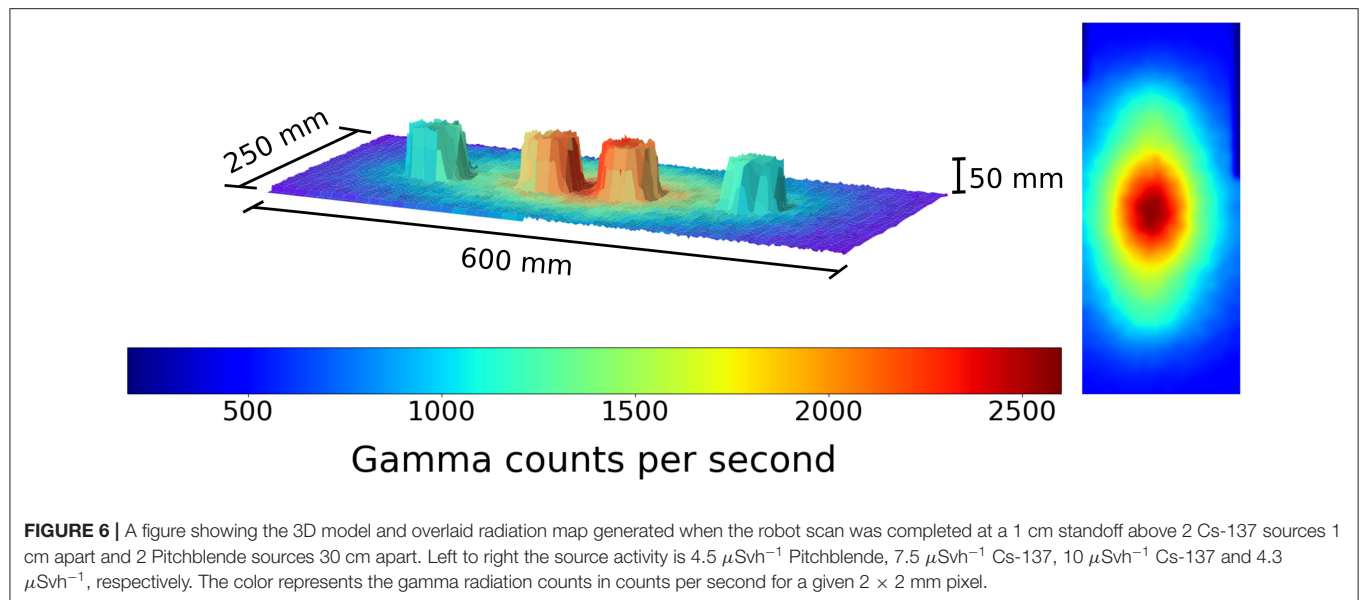 250 mm
50 mm
600 mm
500 1000 1500 2000 2500
Gamma counts per second
FIGURE 6 | A figure showing the 3D model and overlaid radiation map generated when the robot scan was completed at a 1 cm standoff above 2 Cs-137 sources 1
cm apart and 2 Pitchblende sources 30 cm apart. Left to right the source activity is 4.5 μSvh⁻¹ Pitchblende, 7.5 μSvh⁻¹ Cs-137, 10 μSvh⁻¹ Cs-137 and 4.3
μSvh⁻¹, respectively. The color represents the gamma radiation counts in counts per second for a given 2 × 2 mm pixel.